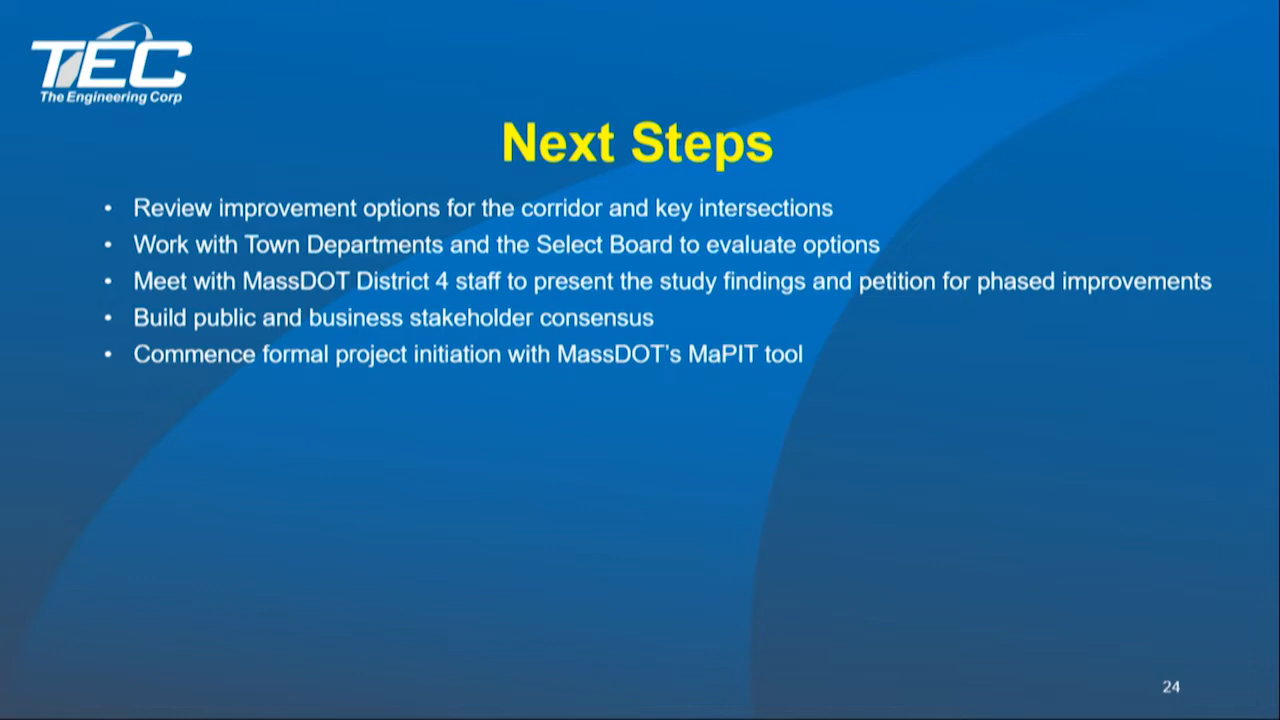 TEC
The Engineering Corp
Next Steps
• Review improvement options for the corridor and key intersections
• Work with Town Departments and the Select Board to evaluate options
• Meet with MassDOT District 4 staff to present the study findings and petition for phased improvements
• Build public and business stakeholder consensus
• Commence formal project initiation with MassDOT's MaPIT tool
24